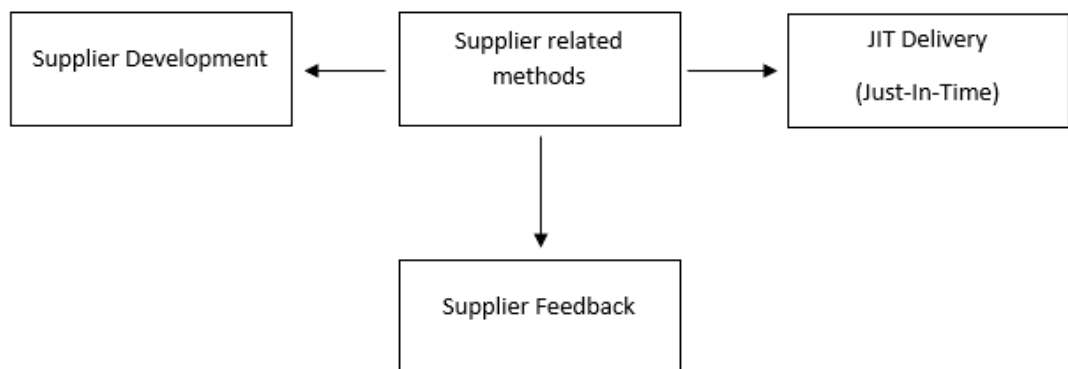 Supplier Development
Supplier related
methods
JIT Delivery
(Just-In-Time)
Supplier Feedback